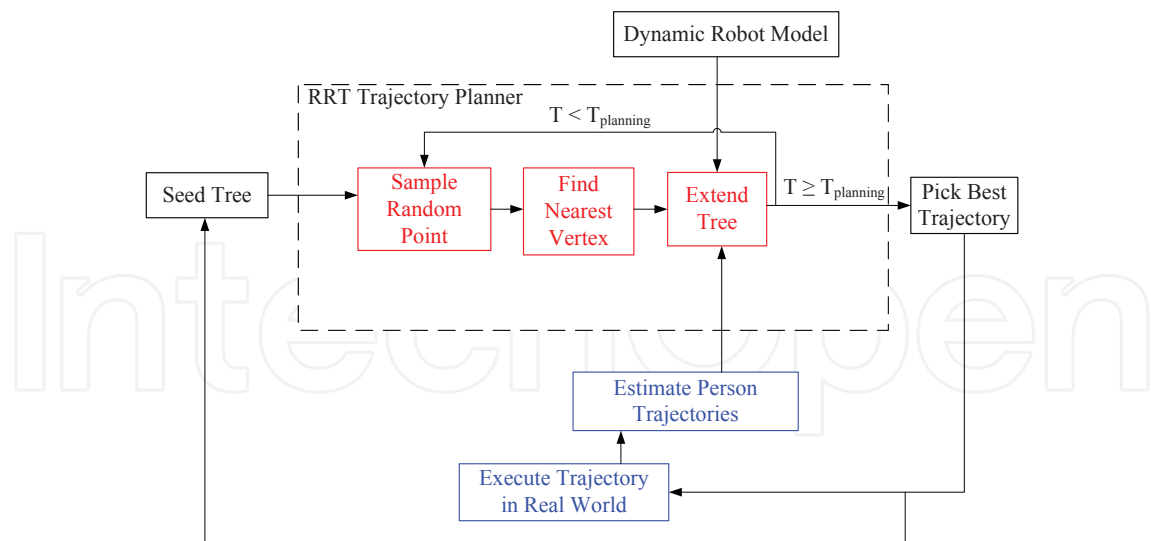 Dynamic Robot Model
RRT Trajectory Planner
T < Tplanning
Seed Tree
Sample
Random
Point
Find
Nearest
Vertex
Extend
Tree
T ≥ Tplanning
Pick Best
Trajectory
IntechOpen
Estimate Person
Trajectories
Execute Trajectory
in Real World